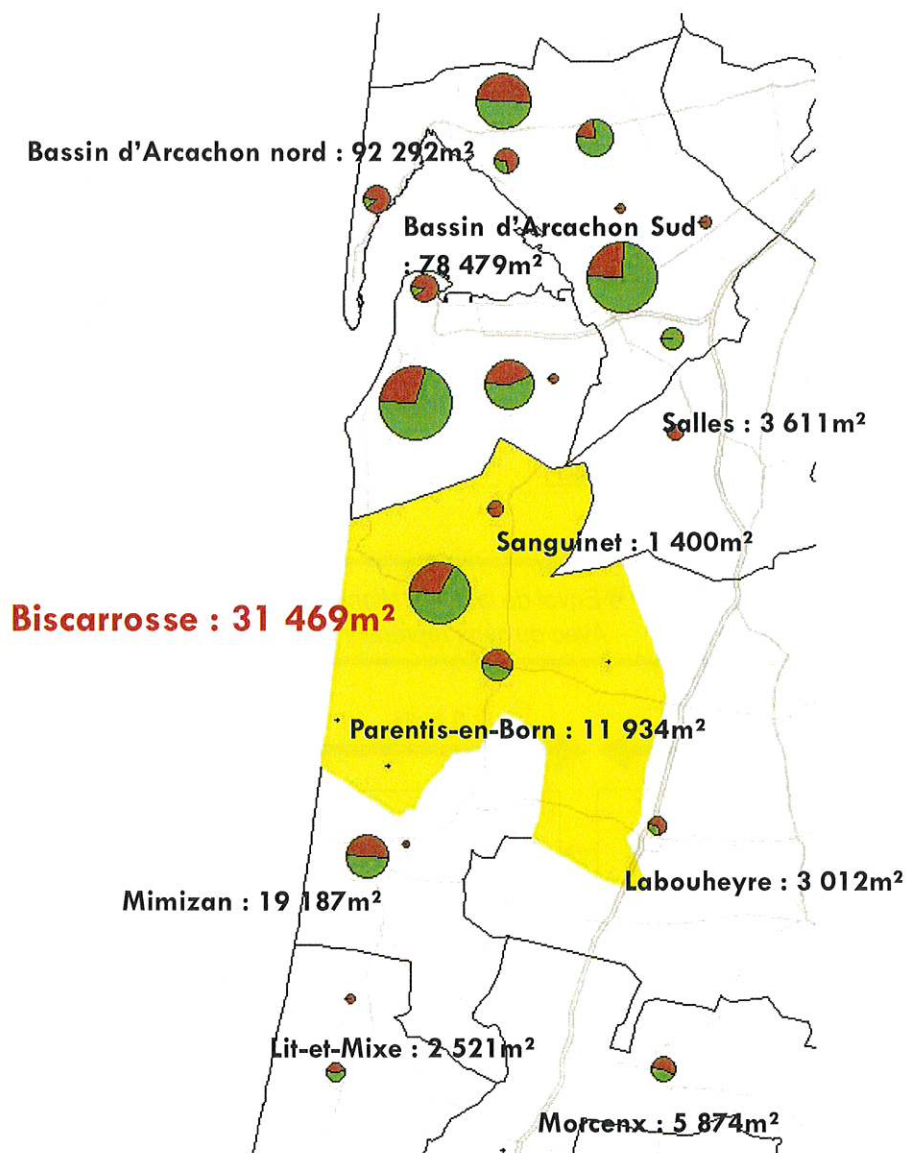 Bassin d'Arcachon nord : 92 292m²
Bassin d'Arcachon Sud
: 78 479m²
Salles : 3 611m²
Sanguinet : 1 400m²
Biscarrosse : 31 469m²
Parentis-en-Born : 11 934m²
Labouheyre : 3 012m²
Mimizan : 19 187m²
Lit-et-Mixe : 2 521m²
Morcenx : 5 874m²